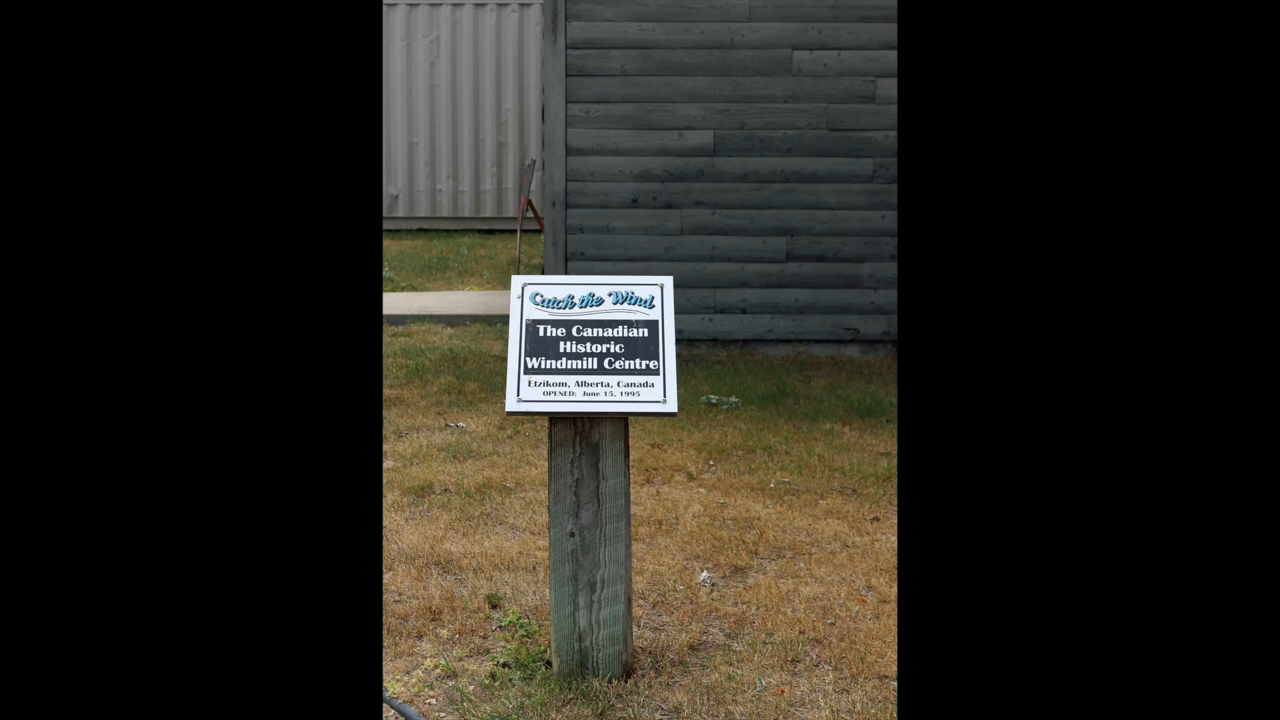 Catch the Wind
The Canadian
Historic
Windmill Centre
Etzikom, Alberta, Canada
OPENED: June 15, 1995